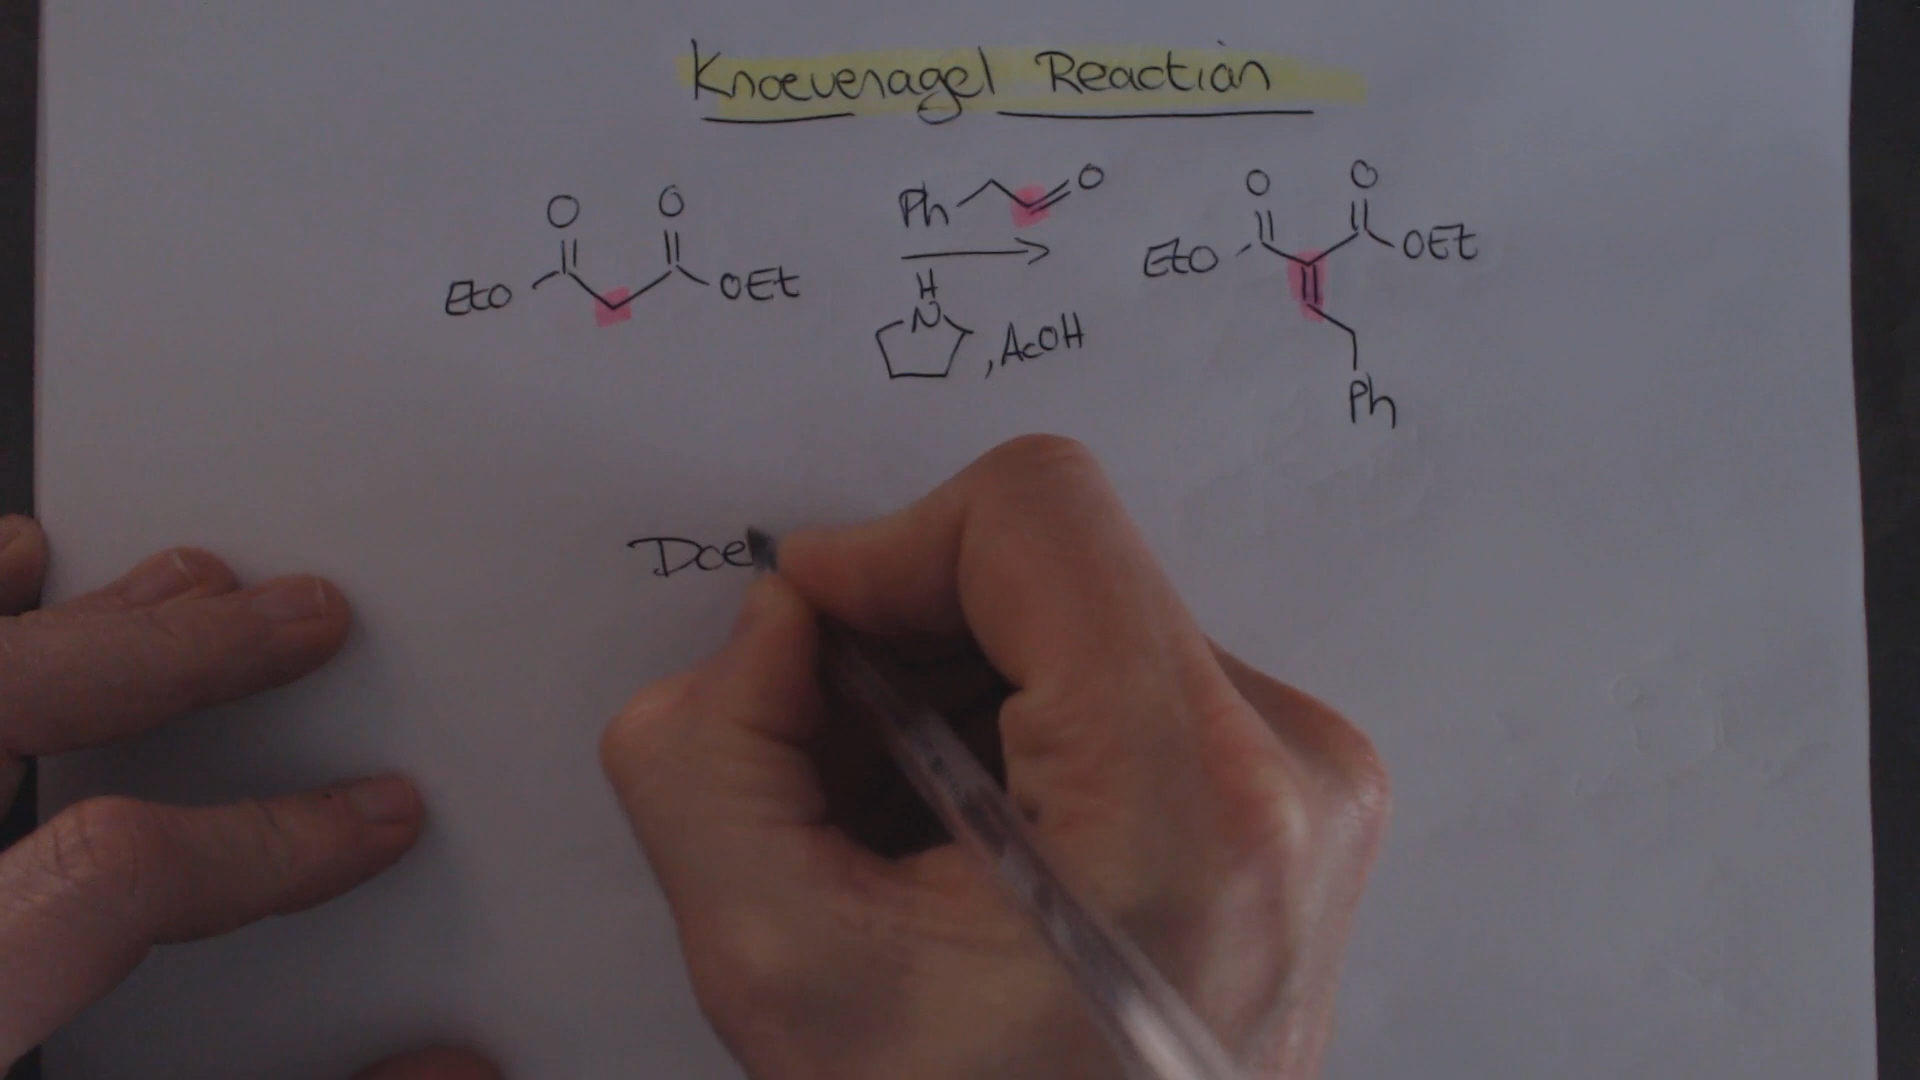 Knoevenagel Reaction
O O Ph O O O
EtO OEt EtO OEt
H
N
, AcOH
Ph
Doe